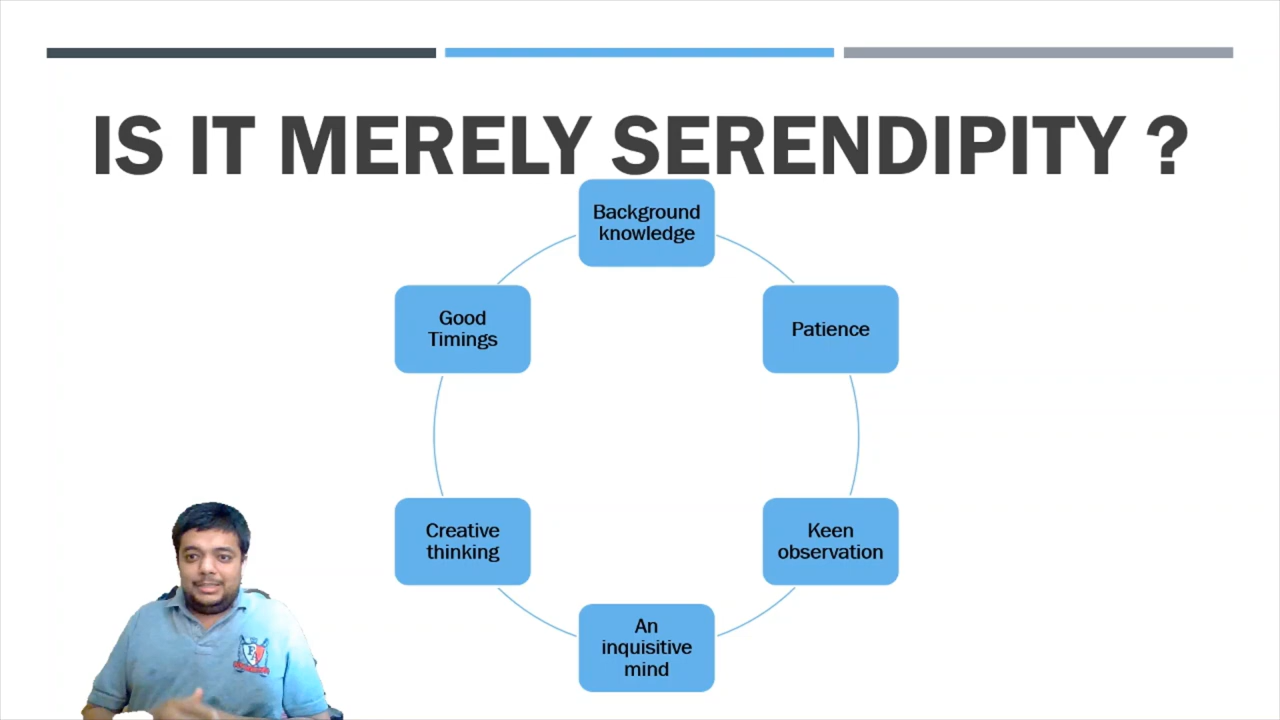 IS IT MERELY SERENDIPITY ?
Background
knowledge
Patience
Keen
observation
An
inquisitive
mind
Creative
thinking
Good
Timings